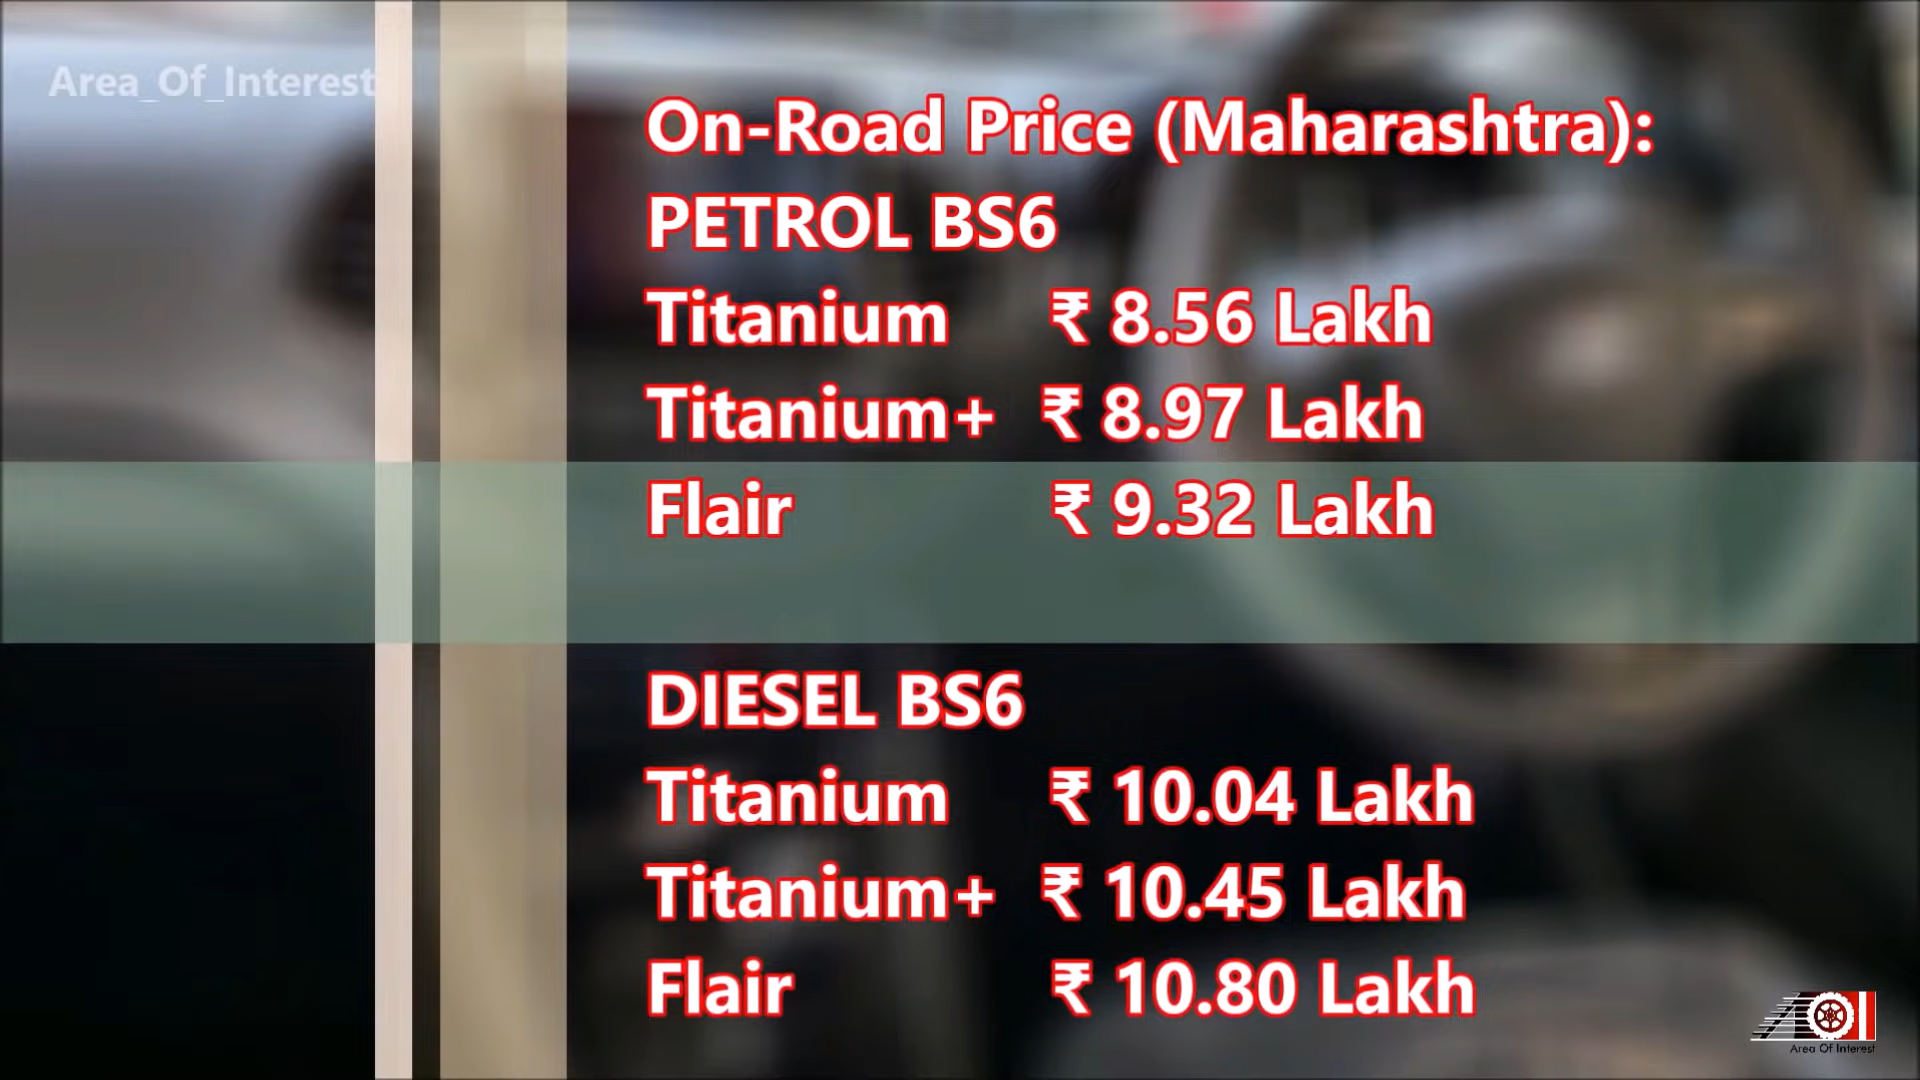 Area_Of_Interest
On-Road Price (Maharashtra):
PETROL BS6
Titanium ₹ 8.56 Lakh
Titanium+ ₹ 8.97 Lakh
Flair ₹ 9.32 Lakh
DIESEL BS6
Titanium ₹ 10.04 Lakh
Titanium+ ₹ 10.45 Lakh
Flair ₹ 10.80 Lakh
AOI
Area Of Interest